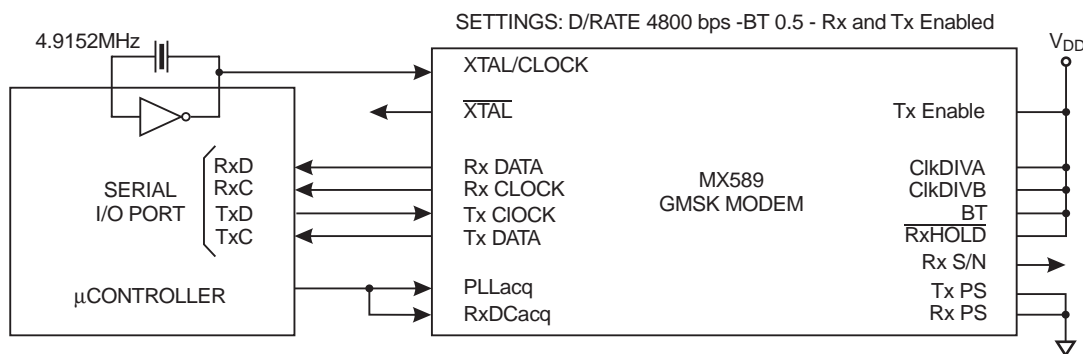 SETTINGS: D/RATE 4800 bps -BT 0.5 - Rx and Tx Enabled
4.9152MHz
VDD
XTAL/CLOCK
XTAL
Tx Enable
RxD
RxC
TxD
TxC
SERIAL
I/O PORT
Rx DATA
Rx CLOCK
Tx ClOCK
Tx DATA
MX589
GMSK MODEM
ClkDIVA
ClkDIVB
BT
RxHOLD
Rx S/N
µCONTROLLER
PLLacq
RxDCacq
Tx PS
Rx PS